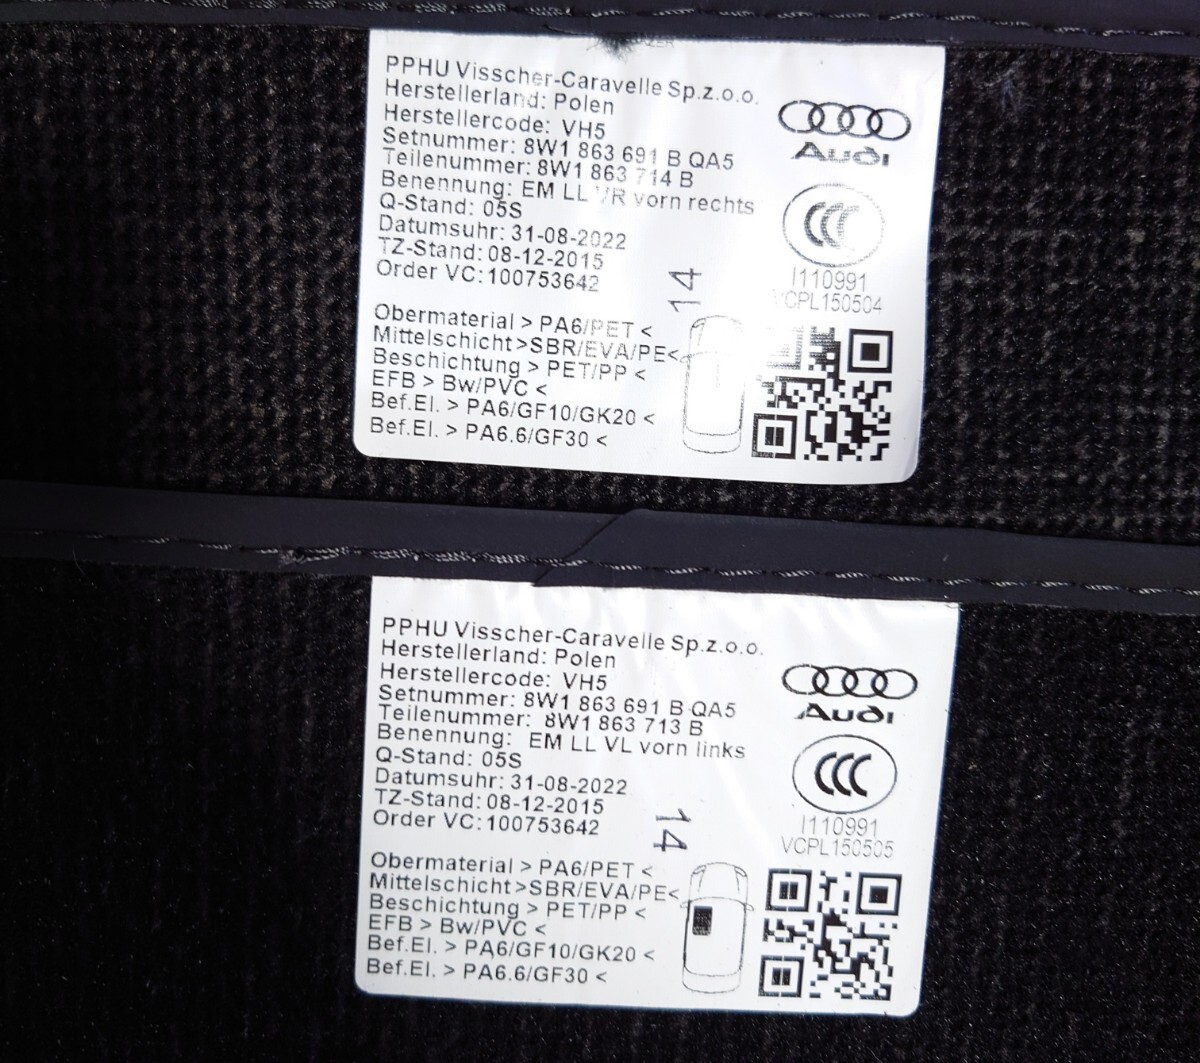 PPHU Visscher-Caravelle Sp.z.o.o.
Herstellerland: Polen
Herstellercode: VH5
Setnummer: 8W1 863 691 B QA5
Teilenummer: 8W1 863 714 B
Benennung: EM LL VR vorn rechts
Q-Stand: 05S
Datumsuhr: 31-08-2022
TZ-Stand: 08-12-2015
Order VC:100753642
Obermaterial > PA6/PET <
Mittelschicht >SBR/EVA/PE<
Beschichtung > PET/PP <
EFB > Bw/PVC <
Bef.El. > PA6/GF10/GK20 <
Bef.El. > PA6.6/GF30 <
14
Audi
CCC
I110991
VCPL150504
PPHU Visscher-Caravelle Sp.z.o.o.
Herstellerland: Polen
Herstellercode: VH5
Setnummer: 8W1 863 691 B QA5
Teilenummer: 8W1 863 713 B
Benennung: EM LL VL vorn links
Q-Stand: 05S
Datumsuhr: 31-08-2022
TZ-Stand: 08-12-2015
Order VC:100753642
Obermaterial > PA6/PET <
Mittelschicht >SBR/EVA/PE<
Beschichtung > PET/PP <
EFB > Bw/PVC <
Bef.El. > PA6/GF10/GK20 <
Bef.El. > PA6.6/GF30 <
14
Audi
CCC
I110991
VCPL150505